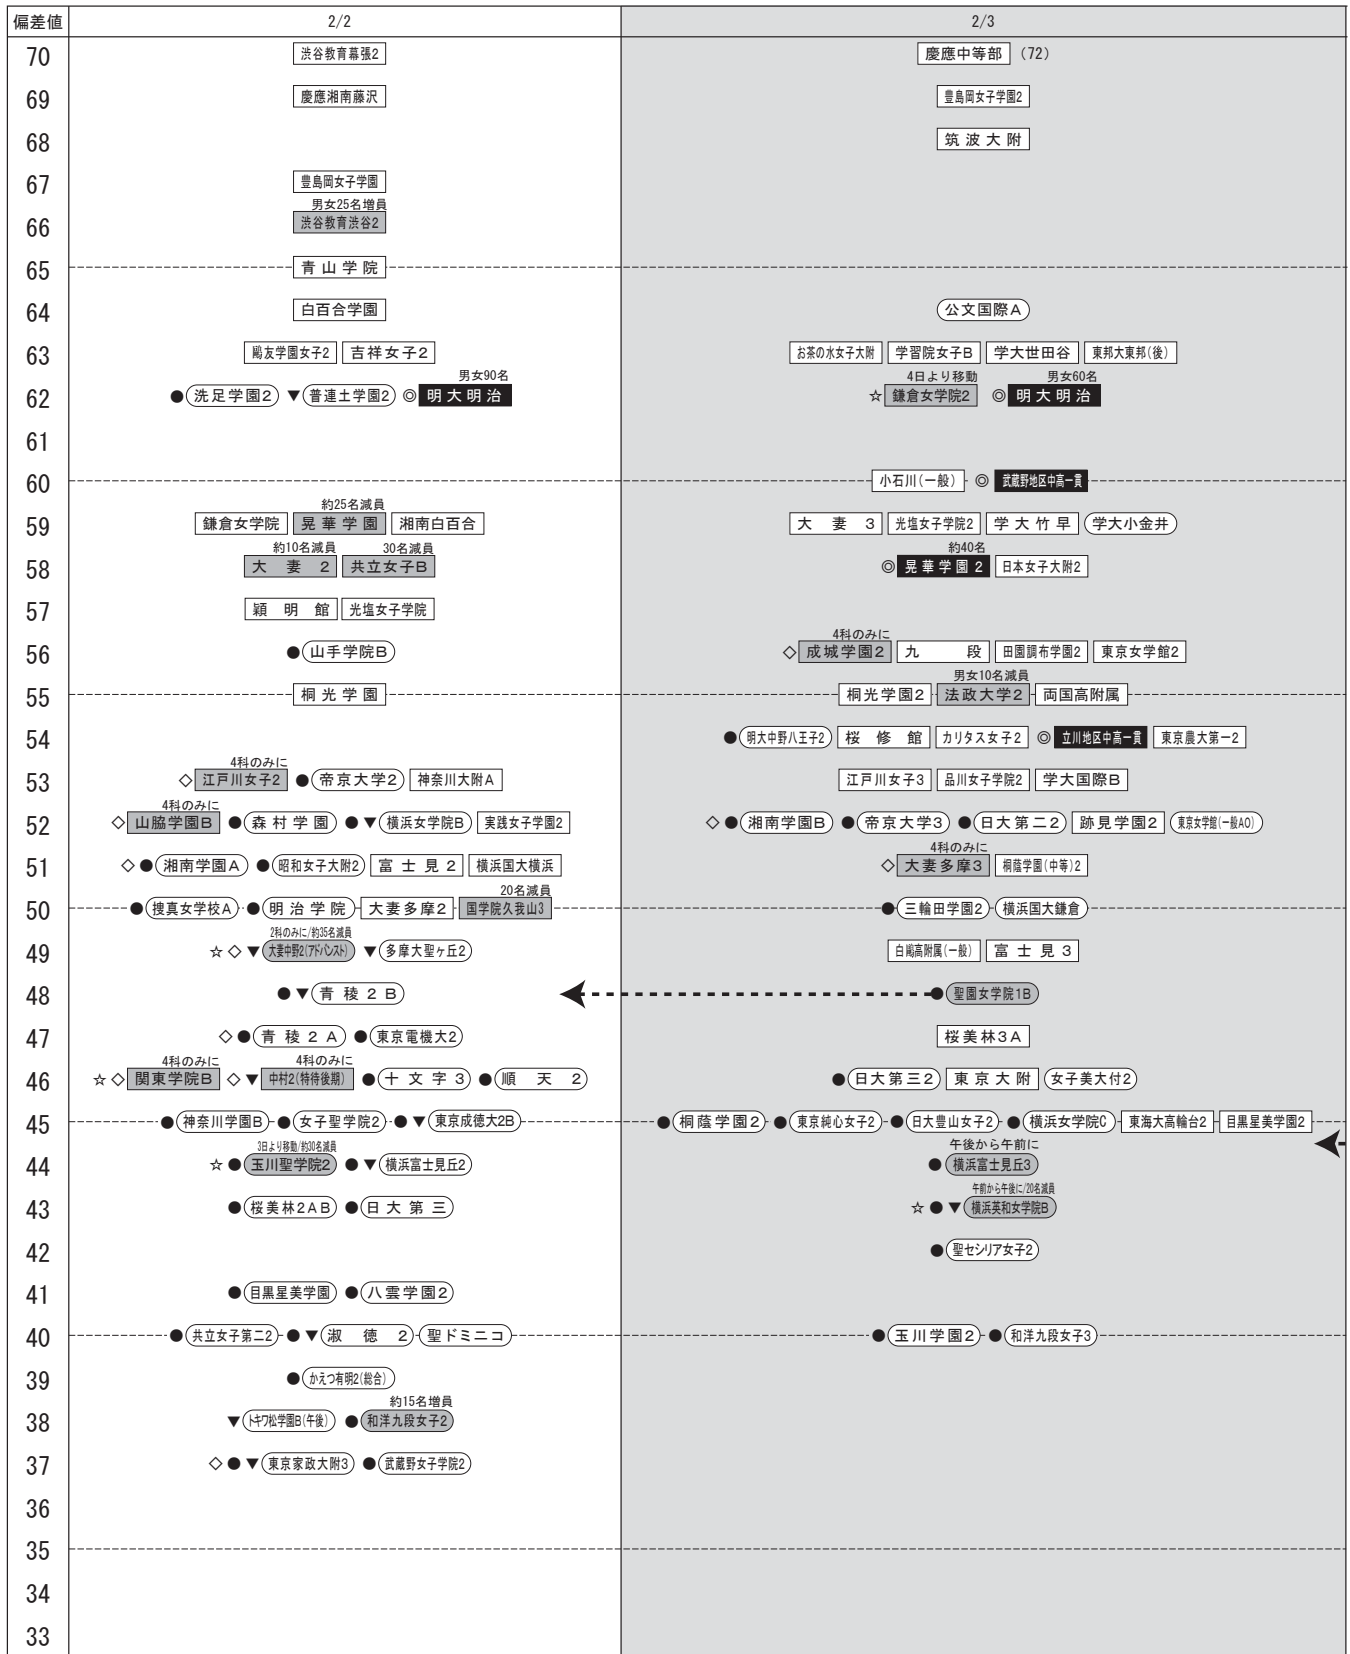 偏差値 2/2 2/3
70 渋谷教育幕張2 慶應中等部 (72)
69 慶應湘南藤沢 豊島岡女子学園2
68 筑波大附
67 豊島岡女子学園
男女25名増員
66 渋谷教育渋谷2
65 青山学院
64 白百合学園 公文国際A
63 鷗友学園女子2 吉祥女子2 お茶の水女子大附 学習院女子B 学大世田谷 東邦大東邦(後)
男女90名 4日より移動 男女60名
62 ●洗足学園2 ▼普連土学園2 ◎明大明治 ☆鎌倉女学院2 ◎明大明治
61
60 小石川(一般) ◎武蔵野地区中高一貫
約25名減員
59 鎌倉女学院 晃華学園 湘南白百合 大妻3 光塩女子学院2 学大竹早 学大小金井
約10名減員 30名減員 約40名
58 大妻2 共立女子B ◎晃華学園2 日本女子大附2
57 穎明館 光塩女子学院
4科のみに
56 ●山手学院B ◇成城学園2 九段 田園調布学園2 東京女学館2
男女10名減員
55 桐光学園 桐光学園2 法政大学2 両国高附属
54 ●明大中野八王子2 桜修館 カリタス女子2 ◎立川地区中高一貫 東京農大第一2
4科のみに
53 ◇江戸川女子2 ●帝京大学2 神奈川大附A 江戸川女子3 品川女子学院2 学大国際B
4科のみに
52 ◇山脇学園B ●森村学園 ●▼横浜女学院B 実践女子学園2 ◇●湘南学園B ●帝京大学3 ●日大第二2 跡見学園2 東京女学館(一般AO)
4科のみに
51 ◇●湘南学園A ●昭和女子大附2 富士見2 横浜国大横浜 ◇大妻多摩3 桐蔭学園(中等)2
20名減員
50 ●捜真女学校A ●明治学院 大妻多摩2 国学院久我山3 ●三輪田学園2 横浜国大鎌倉
2科のみに/約35名減員
49 ☆◇▼大妻中野2(アドバンスト) ▼多摩大聖ヶ丘2 白鷗高附属(一般) 富士見3
48 ●▼青稜2B ●聖園女学院1B
47 ◇●青稜2A ●東京電機大2 桜美林3A
4科のみに 4科のみに
46 ☆◇関東学院B ◇▼中村2(特待後期) ●十文字3 ●順天2 ●日大第三2 東京大附 女子美大付2
45 ●神奈川学園B ●女子聖学院2 ●▼東京成徳大2B ●桐蔭学園2 ●東京純心女子2 ●日大豊山女子2 ●横浜女学院C 東海大高輪台2 目黒星美学園2
3日より移動/約30名減員 午後から午前に
44 ☆●玉川聖学院2 ●▼横浜富士見丘2 ●横浜富士見丘3
午前から午後に/20名減員
43 ●桜美林2AB ●日大第三 ☆●▼横浜英和女学院B
42 ●聖セシリア女子2
41 ●目黒星美学園 ●八雲学園2
40 ●共立女子第二2 ●▼淑徳2 聖ドミニコ ●玉川学園2 ●和洋九段女子3
39 ●かえつ有明2(総合)
約15名増員
38 ▼トキワ松学園B(午後) ●和洋九段女子2
37 ◇●▼東京家政大附3 ●武蔵野女子学院2
36
35
34
33